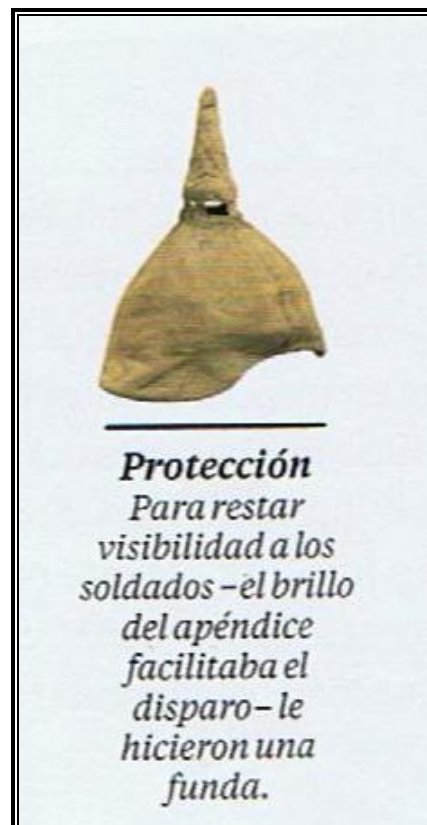 Protección
Para restar
visibilidad a los
soldados –el brillo
del apéndice
facilitaba el
disparo– le
hicieron una
funda.